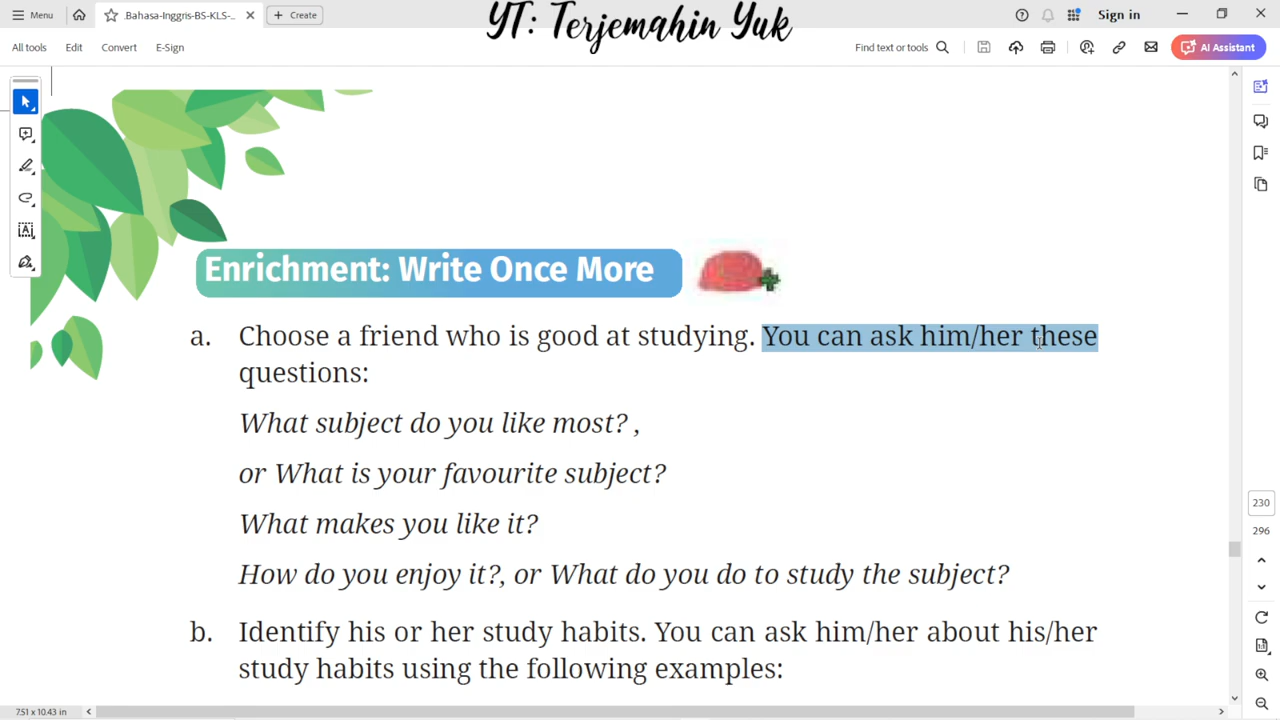 Menu
.Bahasa-Inggris-BS-KLS-...
Create
YT: Terjemahin Yuk
Sign in
All tools
Edit
Convert
E-Sign
Find text or tools
AI Assistant
Enrichment: Write Once More
a. Choose a friend who is good at studying. You can ask him/her these
questions:
What subject do you like most? ,
or What is your favourite subject?
What makes you like it?
How do you enjoy it?, or What do you do to study the subject?
b. Identify his or her study habits. You can ask him/her about his/her
study habits using the following examples:
230
296
7.51 x 10.43 in